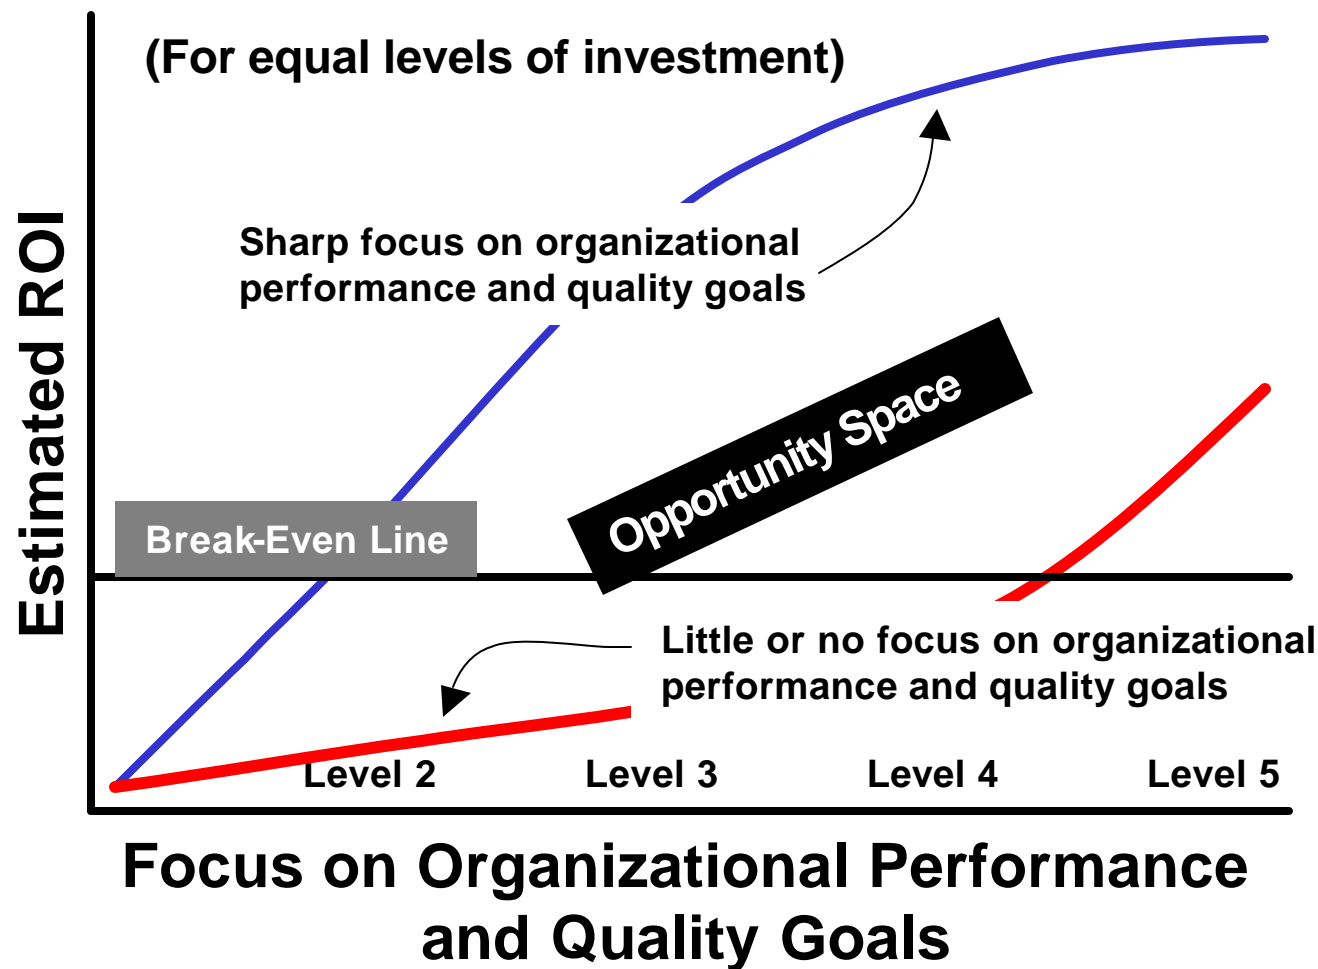 (For equal levels of investment)
Sharp focus on organizational
performance and quality goals
Estimated ROI
Opportunity Space
Break-Even Line
Little or no focus on organizational
performance and quality goals
Level 2
Level 3
Level 4
Level 5
Focus on Organizational Performance
and Quality Goals